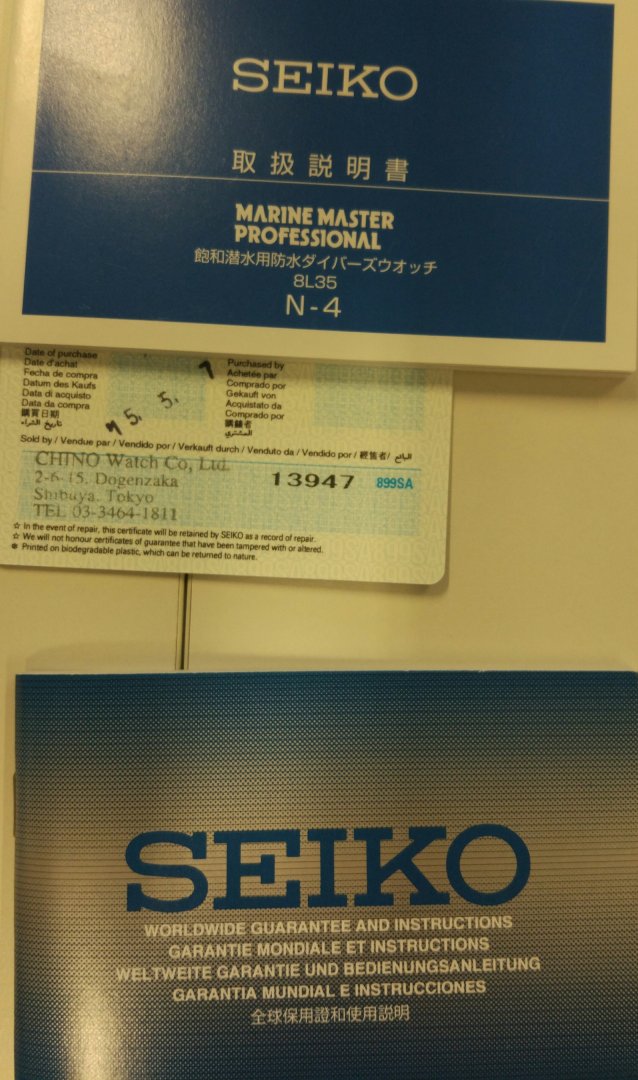 SEIKO
取扱説明書
MARINE MASTER
PROFESSIONAL
飽和潜水用防水ダイバーズウオッチ
8L35
N-4
Date of purchase
Date d'achat
Fecha de compra
Datum des Kaufs
Data di acquisto
Data da compra
購買日期
تاريخ الشراء
'15. 5. 7
Purchased by
Achetée par
Comprado por
Gekauft von
Acquistato da
Comprado por
購錶者
المشتري
Sold by / Vendue par / Vendido por / Verkauft durch / Venduto da / Vendido por / 經售者/ البائع
CHINO Watch Co., Ltd.
2-6-15. Dogenzaka
Shibuya. Tokyo
TEL 03-3464-1811
13947
899SA
☆ In the event of repair, this certificate will be retained by SEIKO as a record of repair.
☆ We will not honour certificates of guarantee that have been tampered with or altered.
✽ Printed on biodegradable plastic, which can be returned to nature.
SEIKO
WORLDWIDE GUARANTEE AND INSTRUCTIONS
GARANTIE MONDIALE ET INSTRUCTIONS
WELTWEITE GARANTIE UND BEDIENUNGSANLEITUNG
GARANTIA MUNDIAL E INSTRUCCIONES
全球保用證和使用説明